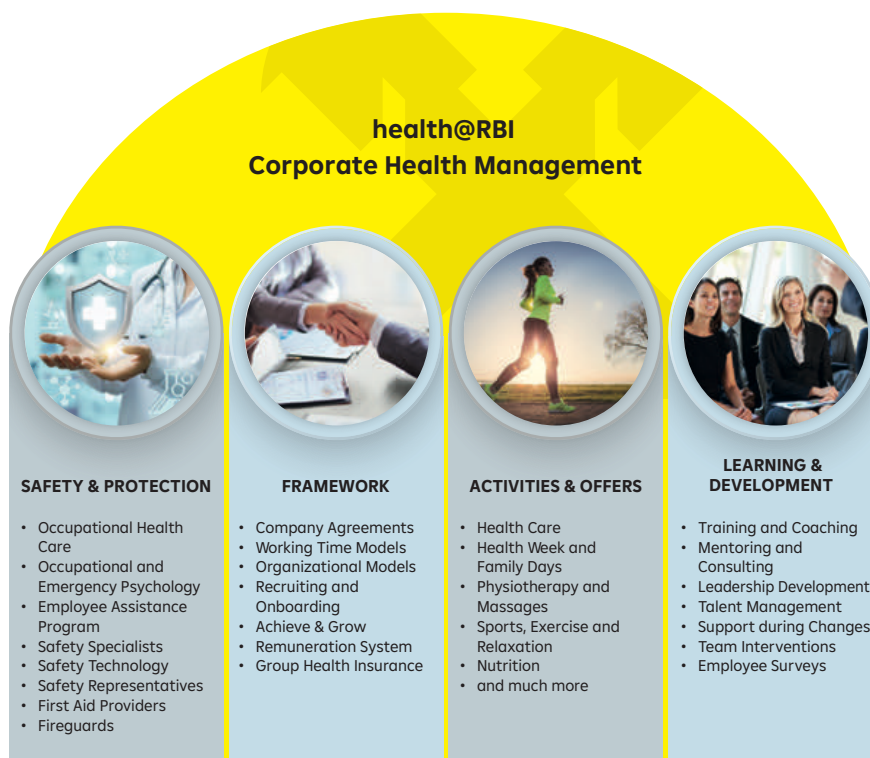 health@RBI
Corporate Health Management
SAFETY & PROTECTION
• Occupational Health
Care
• Occupational and
Emergency Psychology
• Employee Assistance
Program
• Safety Specialists
• Safety Technology
• Safety Representatives
• First Aid Providers
• Fireguards
FRAMEWORK
• Company Agreements
• Working Time Models
• Organizational Models
• Recruiting and
Onboarding
• Achieve & Grow
• Remuneration System
• Group Health Insurance
ACTIVITIES & OFFERS
• Health Care
• Health Week and
Family Days
• Physiotherapy and
Massages
• Sports, Exercise and
Relaxation
• Nutrition
• and much more
LEARNING &
DEVELOPMENT
• Training and Coaching
• Mentoring and
Consulting
• Leadership Development
• Talent Management
• Support during Changes
• Team Interventions
• Employee Surveys